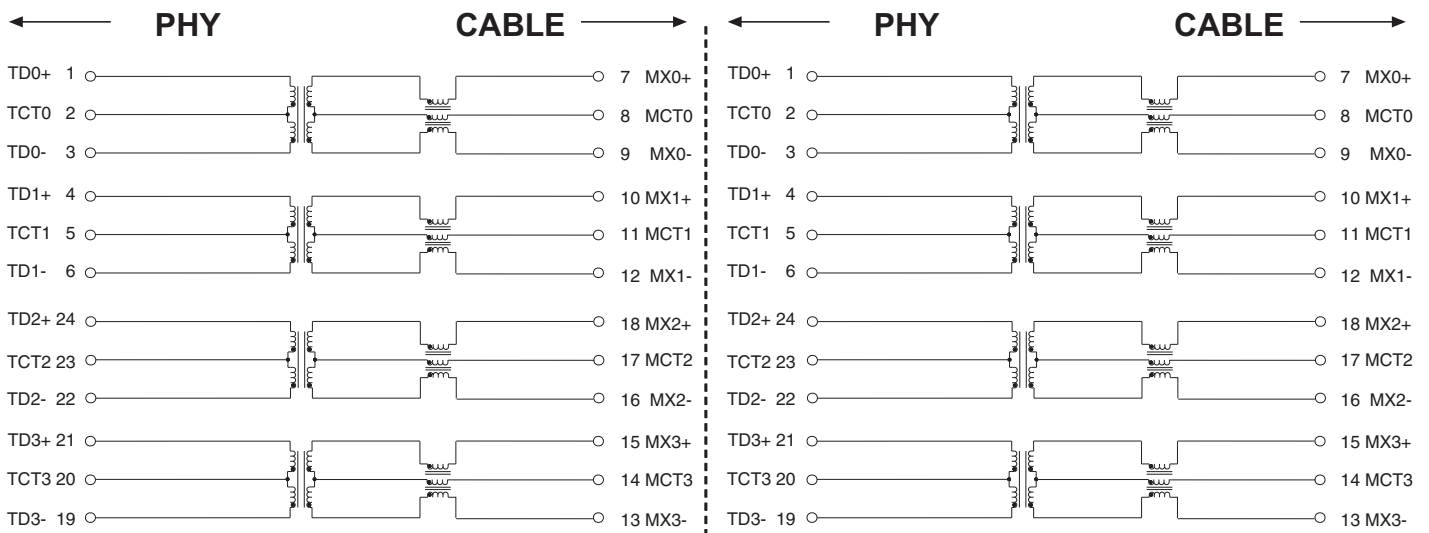 PHY CABLE
TD0+ 1 7 MX0+
TCT0 2 8 MCT0
TD0- 3 9 MX0-
TD1+ 4 10 MX1+
TCT1 5 11 MCT1
TD1- 6 12 MX1-
TD2+ 24 18 MX2+
TCT2 23 17 MCT2
TD2- 22 16 MX2-
TD3+ 21 15 MX3+
TCT3 20 14 MCT3
TD3- 19 13 MX3-
PHY CABLE
TD0+ 1 7 MX0+
TCT0 2 8 MCT0
TD0- 3 9 MX0-
TD1+ 4 10 MX1+
TCT1 5 11 MCT1
TD1- 6 12 MX1-
TD2+ 24 18 MX2+
TCT2 23 17 MCT2
TD2- 22 16 MX2-
TD3+ 21 15 MX3+
TCT3 20 14 MCT3
TD3- 19 13 MX3-